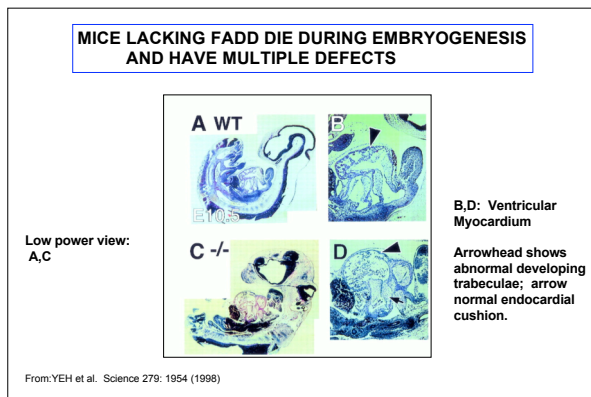 MICE LACKING FADD DIE DURING EMBRYOGENESIS
AND HAVE MULTIPLE DEFECTS
A WT
B
E10.5
C -/-
D
Low power view:
A,C
B,D: Ventricular
Myocardium
Arrowhead shows
abnormal developing
trabeculae; arrow
normal endocardial
cushion.
From:YEH et al. Science 279: 1954 (1998)